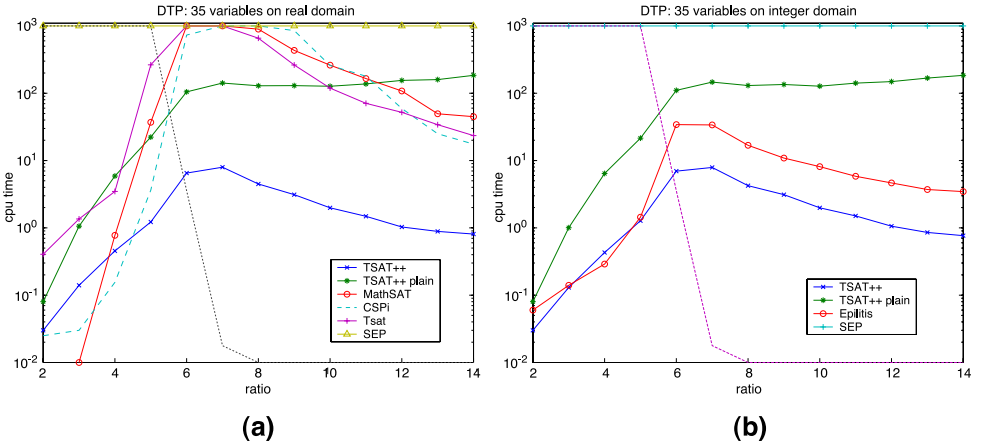 DTP: 35 variables on real domain
10^3
10^2
10^1
10^0
10^-1
10^-2
cpu time
2 4 6 8 10 12 14
ratio
TSAT++
TSAT++ plain
MathSAT
CSPi
Tsat
SEP
(a)
DTP: 35 variables on integer domain
10^3
10^2
10^1
10^0
10^-1
10^-2
cpu time
2 4 6 8 10 12 14
ratio
TSAT++
TSAT++ plain
Epilitis
SEP
(b)